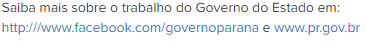 Saiba mais sobre o trabalho do Governo do Estado em:
http:///www.facebook.com/governoparana e www.pr.gov.br